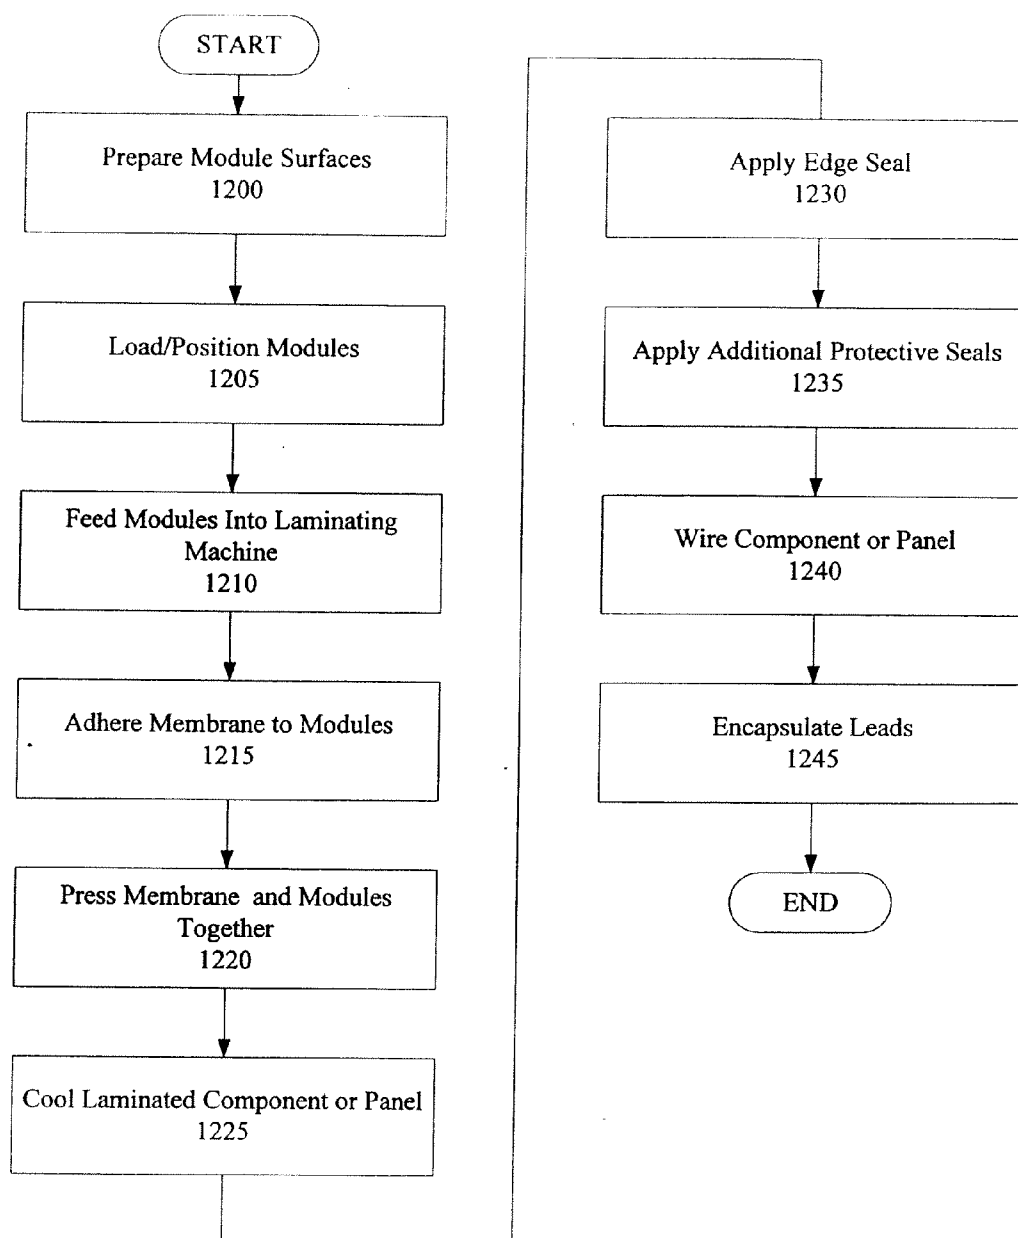 START
Prepare Module Surfaces
1200
Load/Position Modules
1205
Feed Modules Into Laminating
Machine
1210
Adhere Membrane to Modules
1215
Press Membrane and Modules
Together
1220
Cool Laminated Component or Panel
1225
Apply Edge Seal
1230
Apply Additional Protective Seals
1235
Wire Component or Panel
1240
Encapsulate Leads
1245
END